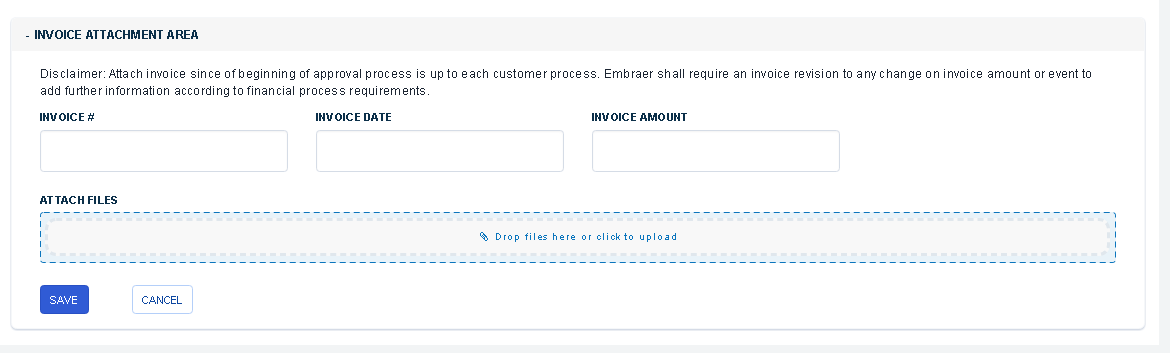 - INVOICE ATTACHMENT AREA
Disclaimer: Attach invoice since of beginning of approval process is up to each customer process. Embraer shall require an invoice revision to any change on invoice amount or event to
add further information according to financial process requirements.
INVOICE # INVOICE DATE INVOICE AMOUNT
ATTACH FILES
Drop files here or click to upload
SAVE CANCEL